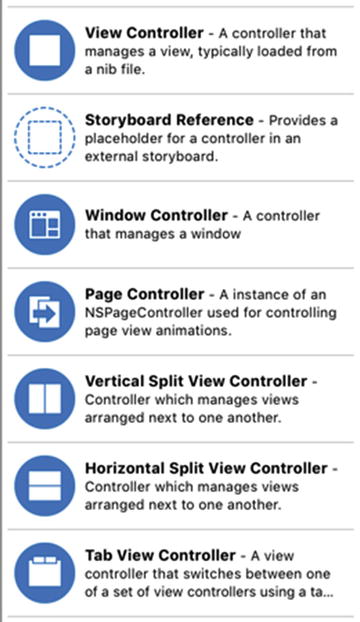 View Controller - A controller that
manages a view, typically loaded from
a nib file.
Storyboard Reference - Provides a
placeholder for a controller in an
external storyboard.
Window Controller - A controller
that manages a window
Page Controller - A instance of an
NSPageController used for controlling
page view animations.
Vertical Split View Controller -
Controller which manages views
arranged next to one another.
Horizontal Split View Controller -
Controller which manages views
arranged next to one another.
Tab View Controller - A view
controller that switches between one
of a set of view controllers using a ta...